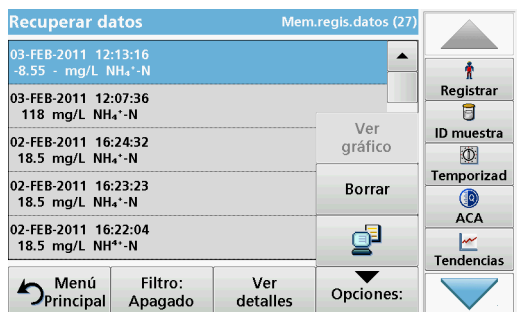 Recuperar datos
Mem.regis.datos (27)
03-FEB-2011 12:13:16
-8.55 - mg/L NH₄⁺-N
03-FEB-2011 12:07:36
118 mg/L NH₄⁺-N
02-FEB-2011 16:24:32
18.5 mg/L NH₄⁺-N
02-FEB-2011 16:23:23
18.5 mg/L NH₄⁺-N
02-FEB-2011 16:22:04
18.5 mg/L NH⁴⁺-N
Ver
gráfico
Borrar
Menú
Principal
Filtro:
Apagado
Ver
detalles
Opciones:
Registrar
ID muestra
Temporizad
ACA
Tendencias